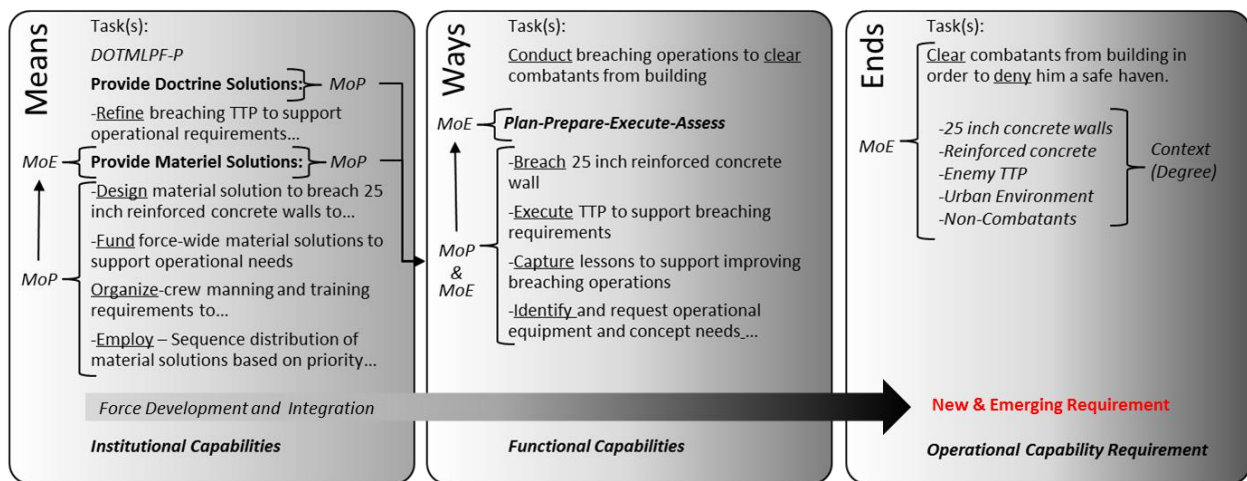 Means
Task(s):
DOTMLPF-P
Provide Doctrine Solutions:
MoP
-Refine breaching TTP to support
operational requirements…
MoE
Provide Materiel Solutions:
MoP
-Design material solution to breach 25
inch reinforced concrete walls to…
-Fund force-wide material solutions to
support operational needs
MoP
Organize-crew manning and training
requirements to…
-Employ – Sequence distribution of
material solutions based on priority…
Ways
Task(s):
Conduct breaching operations to clear
combatants from building
MoE
Plan-Prepare-Execute-Assess
-Breach 25 inch reinforced concrete
wall
-Execute TTP to support breaching
requirements
MoP
&
MoE
-Capture lessons to support improving
breaching operations
-Identify and request operational
equipment and concept needs …
Ends
Task(s):
Clear combatants from building in
order to deny him a safe haven.
MoE
-25 inch concrete walls
-Reinforced concrete
-Enemy TTP
-Urban Environment
-Non-Combatants
Context
(Degree)
Force Development and Integration
New & Emerging Requirement
Institutional Capabilities
Functional Capabilities
Operational Capability Requirement